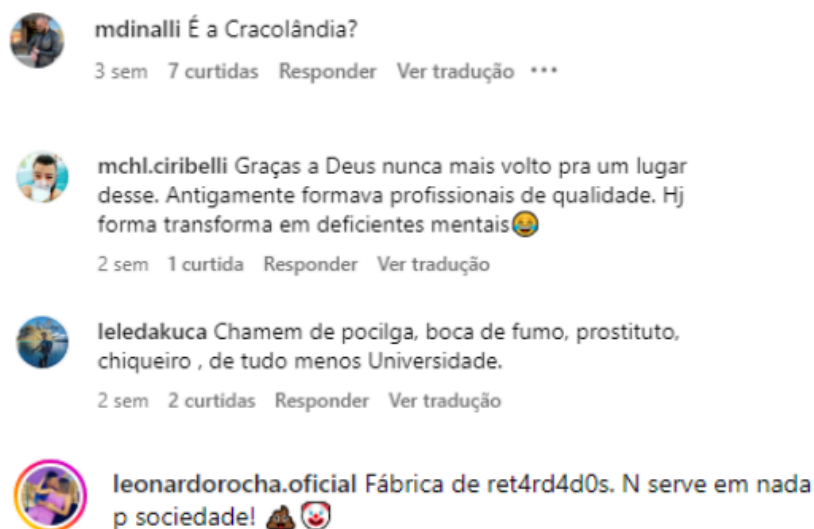 mdinalli É a Cracolândia?
3 sem 7 curtidas Responder Ver tradução •••
mchl.ciribelli Graças a Deus nunca mais volto pra um lugar
desse. Antigamente formava profissionais de qualidade. Hj
forma transforma em deficientes mentais😂
2 sem 1 curtida Responder Ver tradução
leledakuca Chamem de pocilga, boca de fumo, prostituto,
chiqueiro , de tudo menos Universidade.
2 sem 2 curtidas Responder Ver tradução
leonardorocha.oficial Fábrica de ret4rd4d0s. N serve em nada
p sociedade! 💩🤡